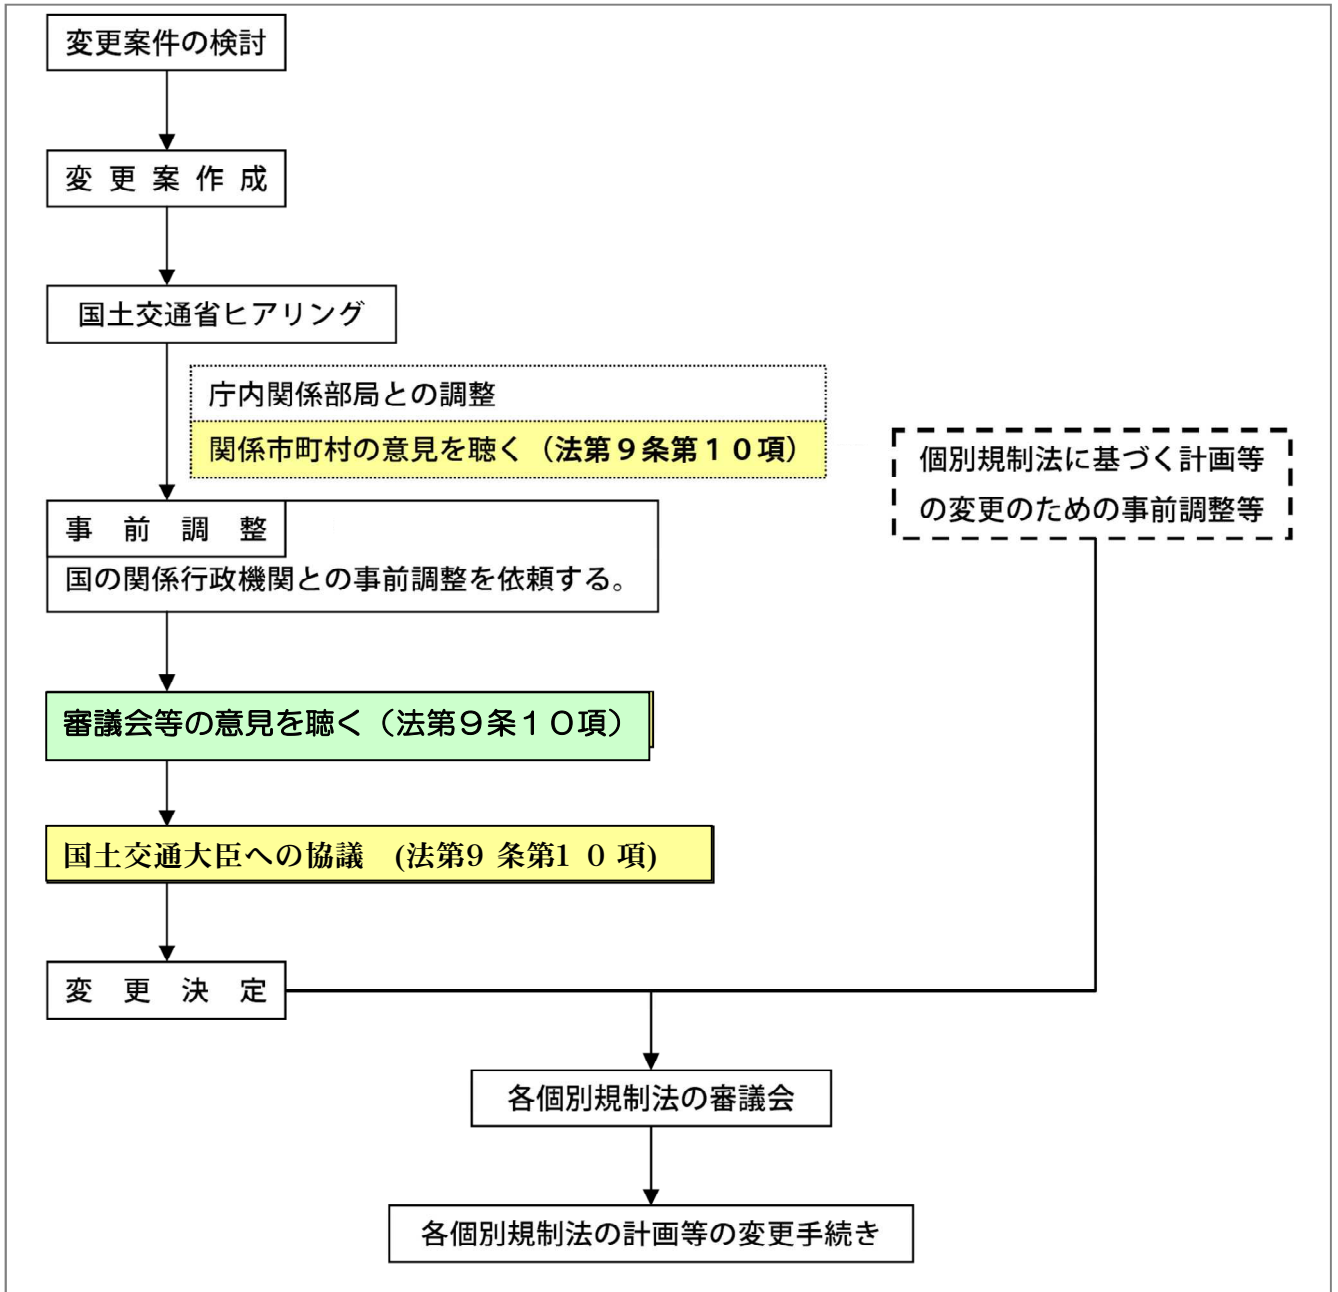 変更案件の検討
変更案作成
国土交通省ヒアリング
庁内関係部局との調整
関係市町村の意見を聴く（法第９条第１０項）
個別規制法に基づく計画等
の変更のための事前調整等
事前調整
国の関係行政機関との事前調整を依頼する。
審議会等の意見を聴く（法第９条１０項）
国土交通大臣への協議　(法第9 条第1 0 項)
変更決定
各個別規制法の審議会
各個別規制法の計画等の変更手続き